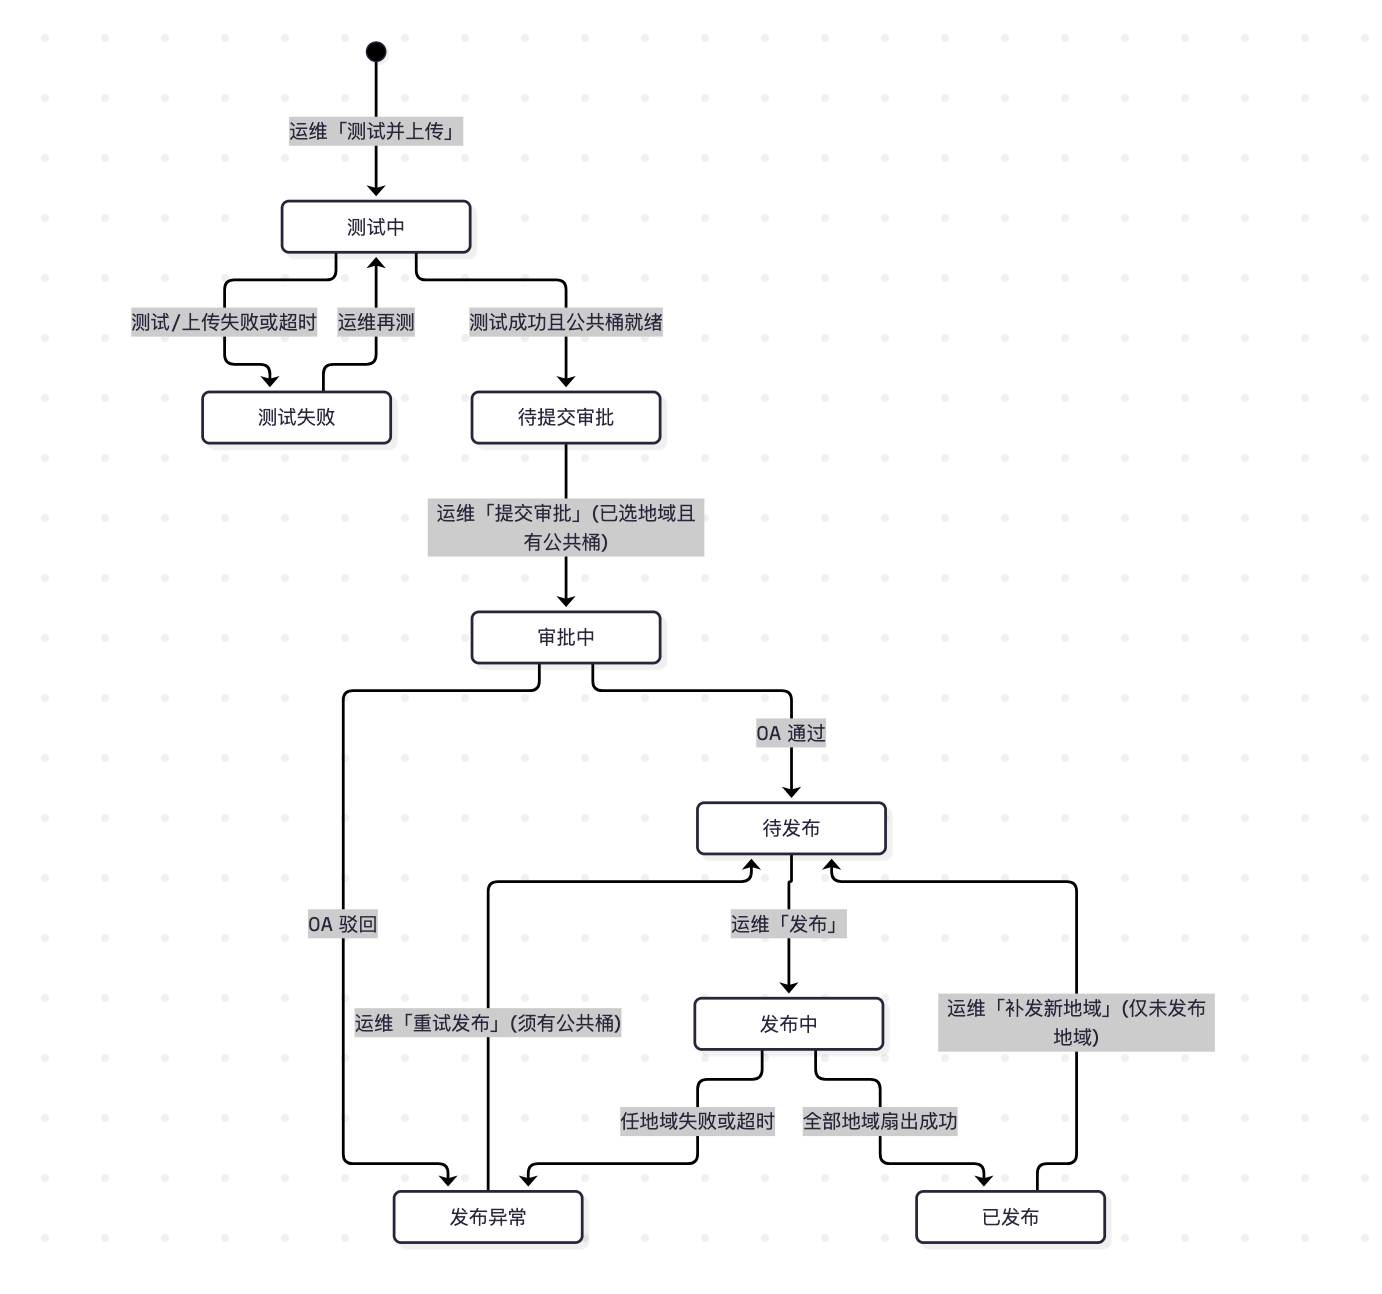 运维「测试并上传」
测试中
测试/上传失败或超时
运维再测
测试成功且公共桶就绪
测试失败
待提交审批
运维「提交审批」(已选地域且
有公共桶)
审批中
OA 通过
待发布
OA 驳回
运维「发布」
运维「重试发布」(须有公共桶)
发布中
运维「补发新地域」(仅未发布
地域)
任地域失败或超时
全部地域扇出成功
发布异常
已发布